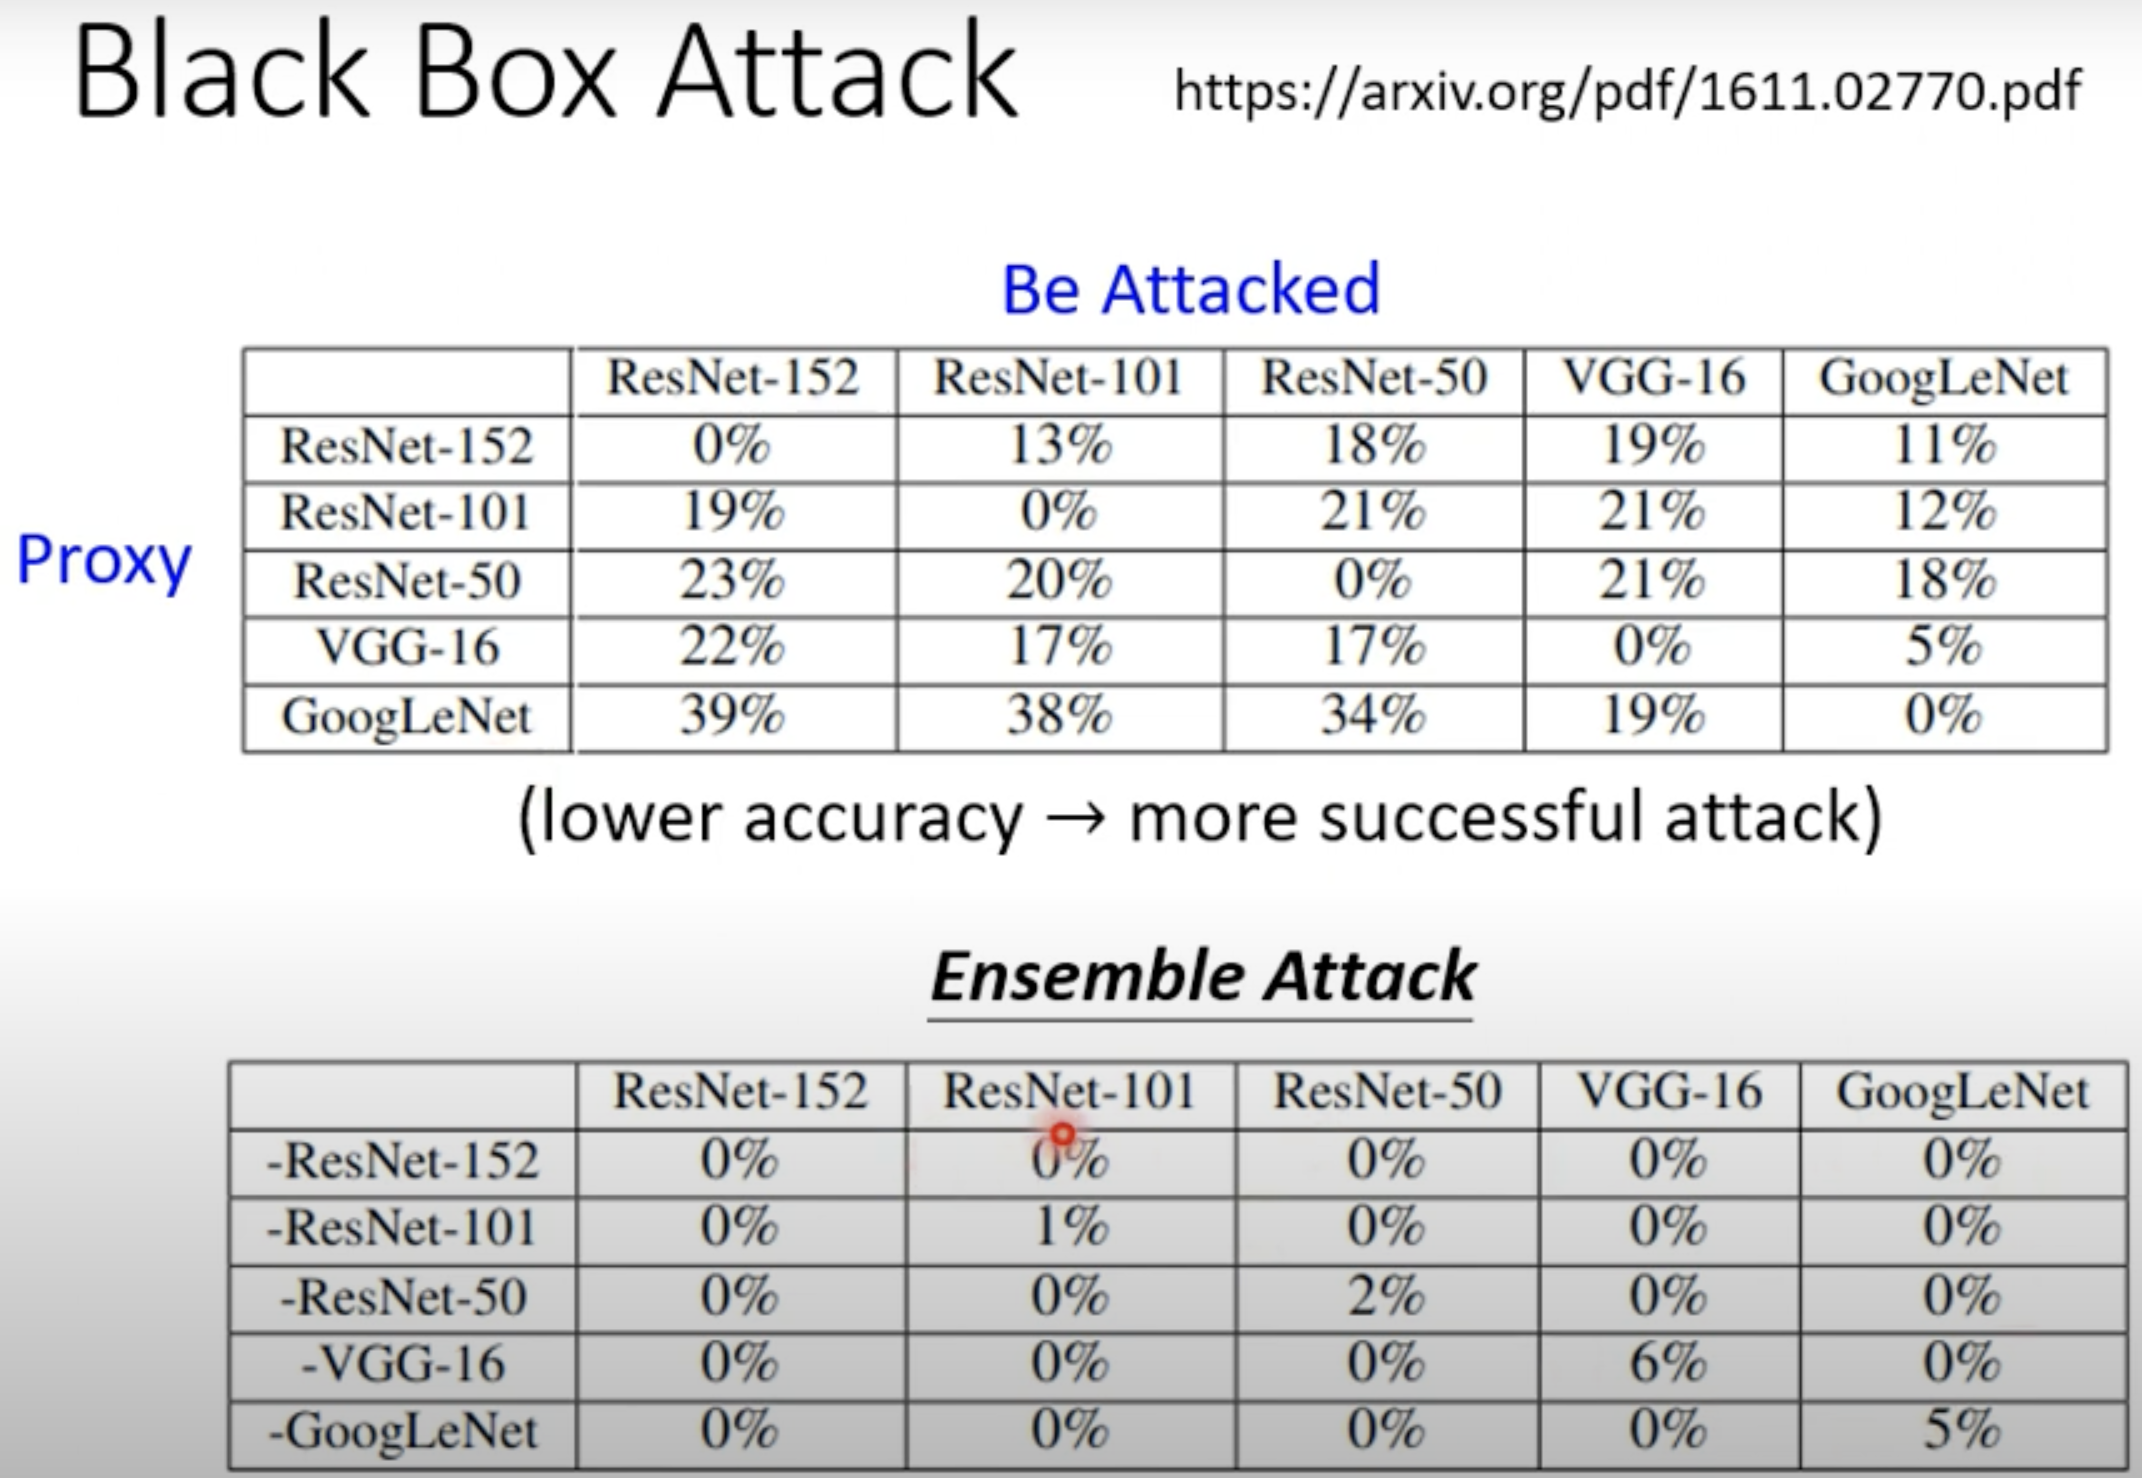 Black Box Attack https://arxiv.org/pdf/1611.02770.pdf
Be Attacked
ResNet-152 ResNet-101 ResNet-50 VGG-16 GoogLeNet
ResNet-152 0% 13% 18% 19% 11%
ResNet-101 19% 0% 21% 21% 12%
Proxy
ResNet-50 23% 20% 0% 21% 18%
VGG-16 22% 17% 17% 0% 5%
GoogLeNet 39% 38% 34% 19% 0%
(lower accuracy → more successful attack)
Ensemble Attack
ResNet-152 ResNet-101 ResNet-50 VGG-16 GoogLeNet
-ResNet-152 0% 0% 0% 0% 0%
-ResNet-101 0% 1% 0% 0% 0%
-ResNet-50 0% 0% 2% 0% 0%
-VGG-16 0% 0% 0% 6% 0%
-GoogLeNet 0% 0% 0% 0% 5%